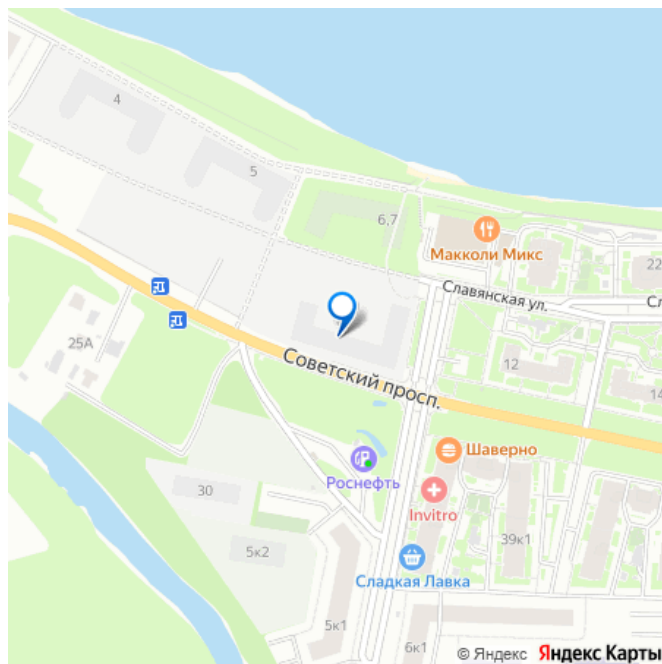 4
5
6,7
Макколи Микс
22
Славянская ул.
Сл
25А
Советский просп.
12
14
Шаверно
Роснефть
Invitro
30
39к1
5к2
Сладкая Лавка
5к1
6к1
© Яндекс Яндекс Карты